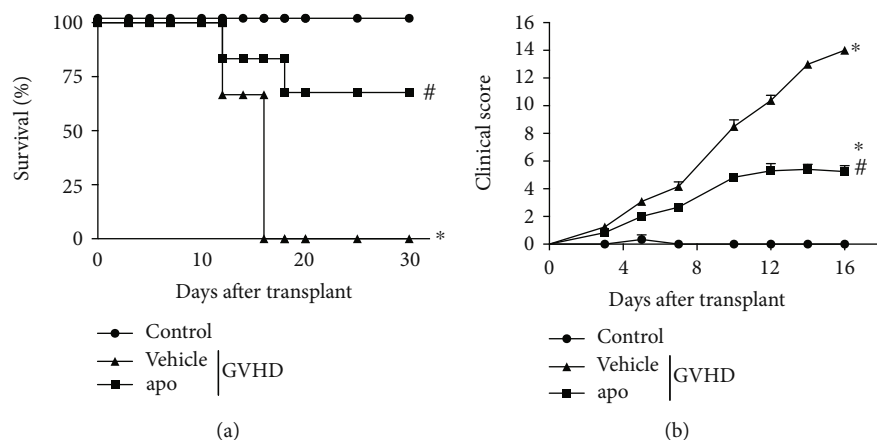 100
75
50
25
0
Survival (%)
#
*
0 10 20 30
Days after transplant
Control
Vehicle
apo
GVHD
(a)
16
14
12
10
8
6
4
2
0
Clinical score
*
*
#
0 4 8 12 16
Days after transplant
Control
Vehicle
apo
GVHD
(b)